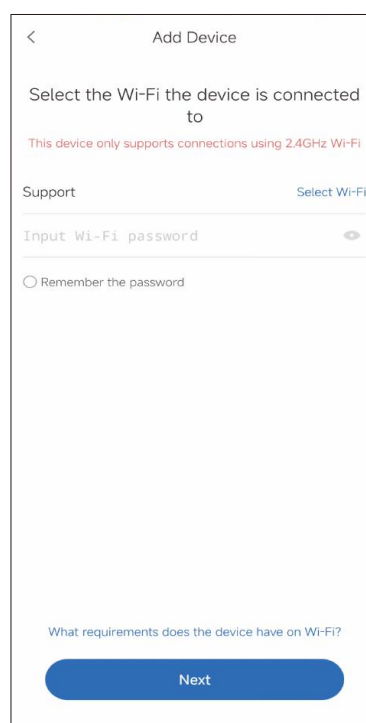 Add Device
Select the Wi-Fi the device is connected
to
This device only supports connections using 2.4GHz Wi-Fi
Support Select Wi-Fi
Input Wi-Fi password
Remember the password
What requirements does the device have on Wi-Fi?
Next